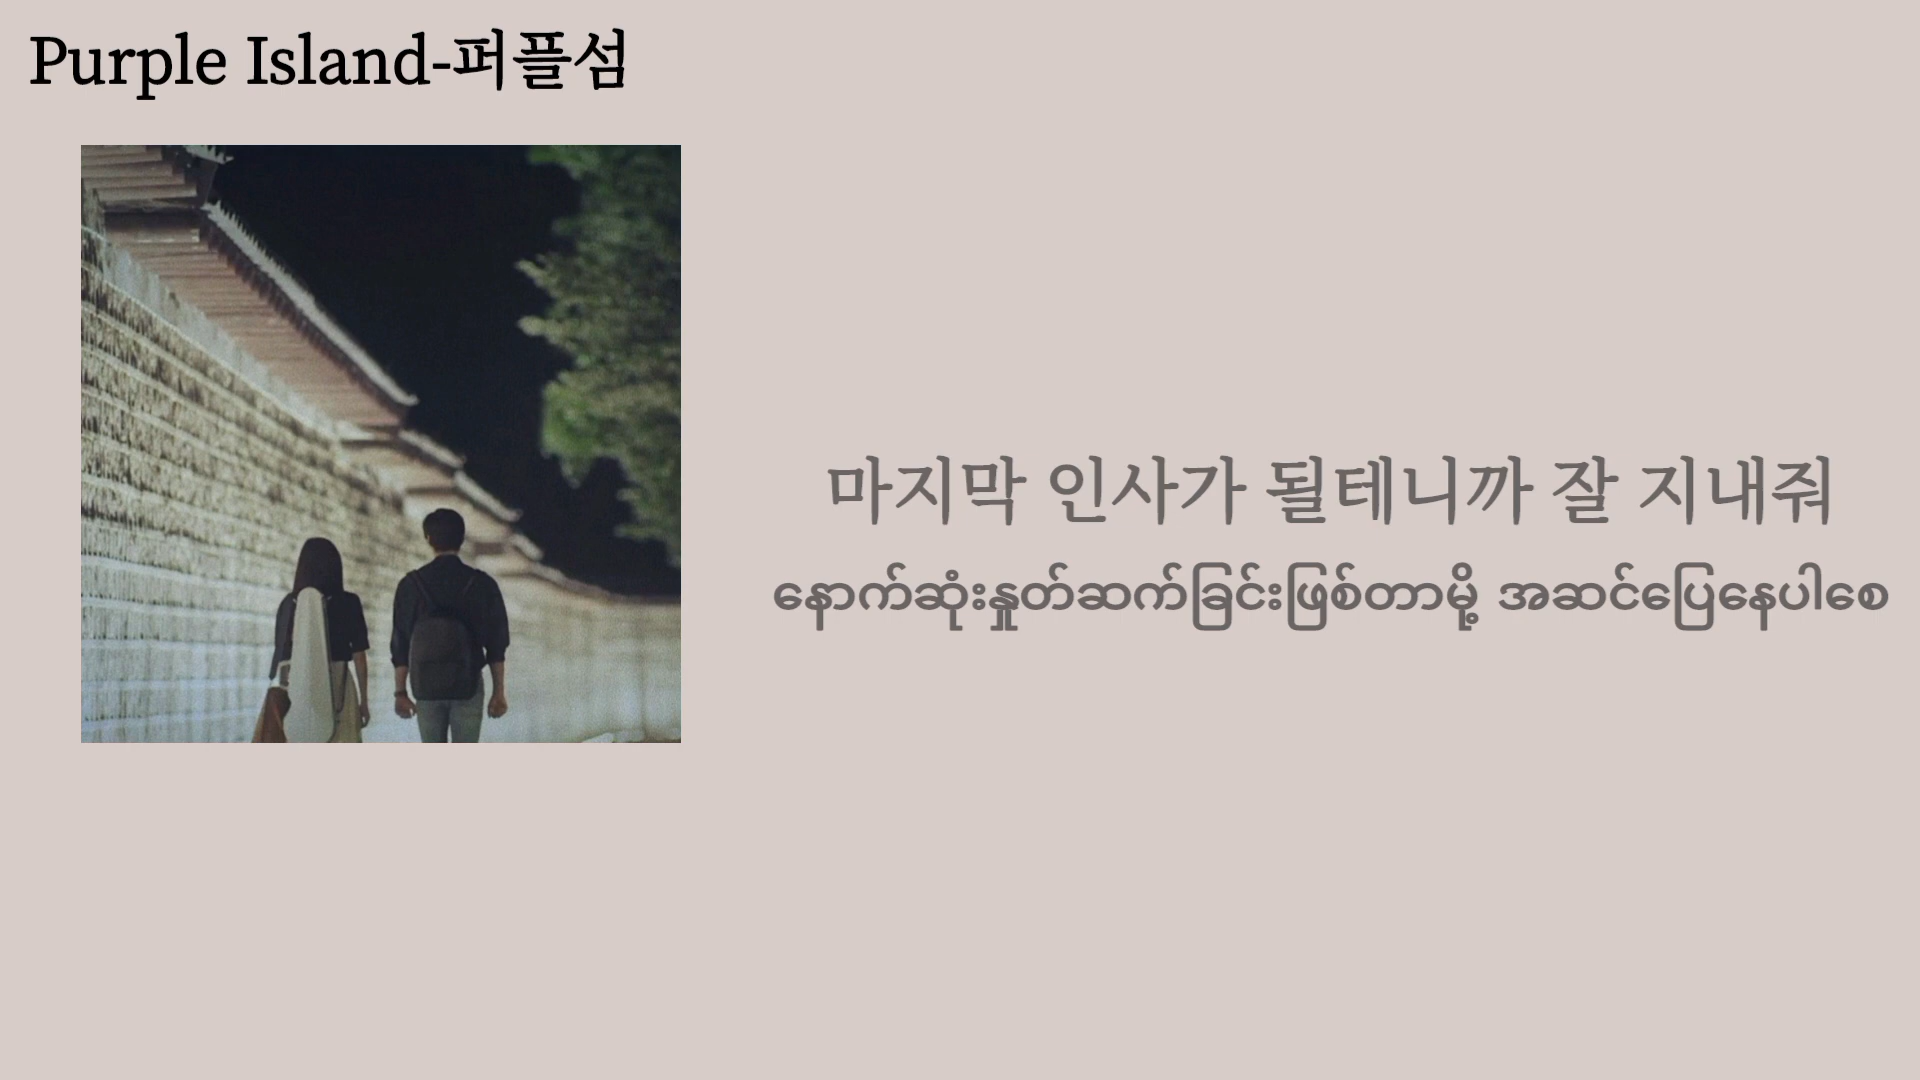 Purple Island-퍼플섬
마지막 인사가 될테니까 잘 지내줘
နောက်ဆုံးနှုတ်ဆက်ခြင်းဖြစ်တာမို့ အဆင်ပြေနေပါစေ